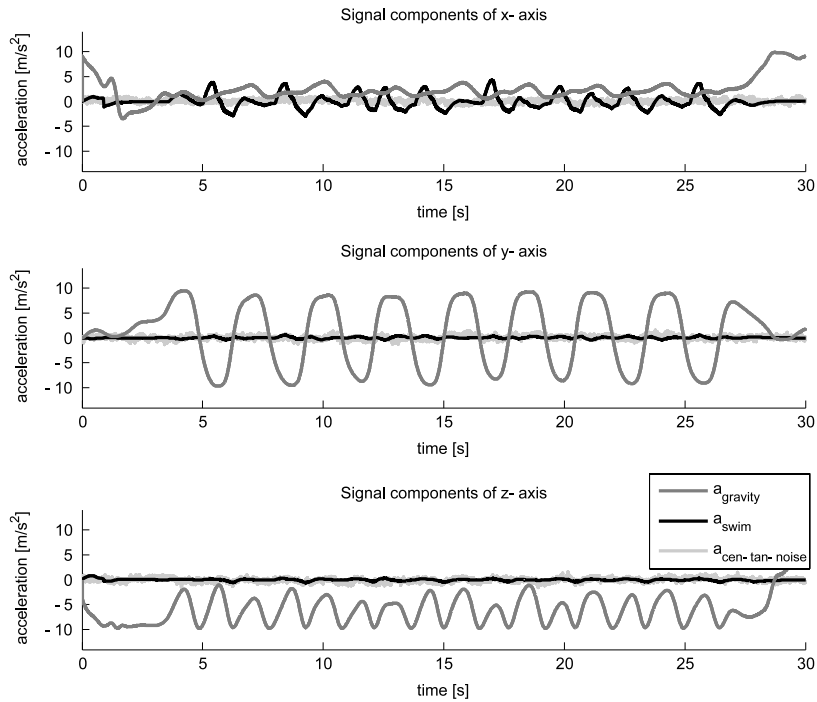 Signal components of x- axis
acceleration [m/s²]
10
5
0
- 5
- 10
0 5 10 15 20 25 30
time [s]
Signal components of y- axis
acceleration [m/s²]
10
5
0
- 5
- 10
0 5 10 15 20 25 30
time [s]
Signal components of z- axis
acceleration [m/s²]
10
5
0
- 5
- 10
0 5 10 15 20 25 30
time [s]
a gravity
a swim
a cen- tan- noise